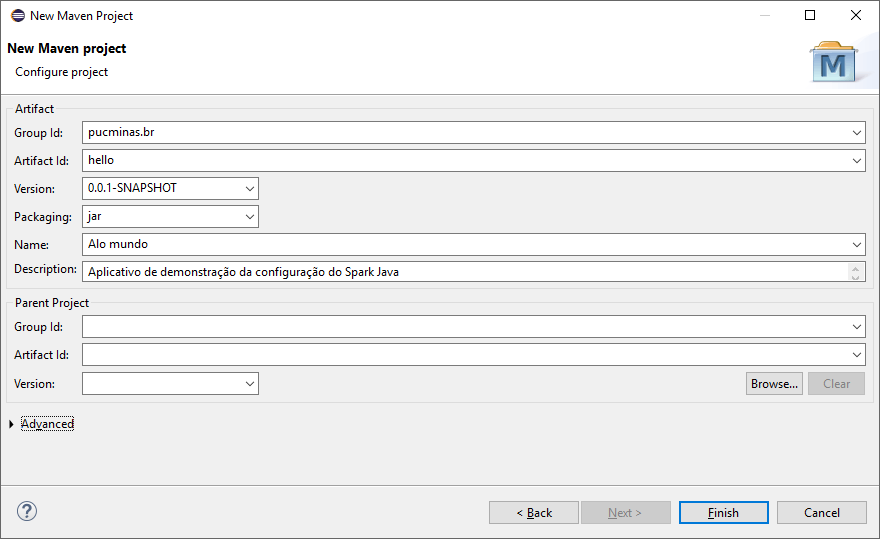 New Maven Project
New Maven project
Configure project
M
Artifact
Group Id: pucminas.br
Artifact Id: hello
Version: 0.0.1-SNAPSHOT
Packaging: jar
Name: Alo mundo
Description: Aplicativo de demonstração da configuração do Spark Java
Parent Project
Group Id:
Artifact Id:
Version: Browse... Clear
Advanced
? < Back Next > Finish Cancel